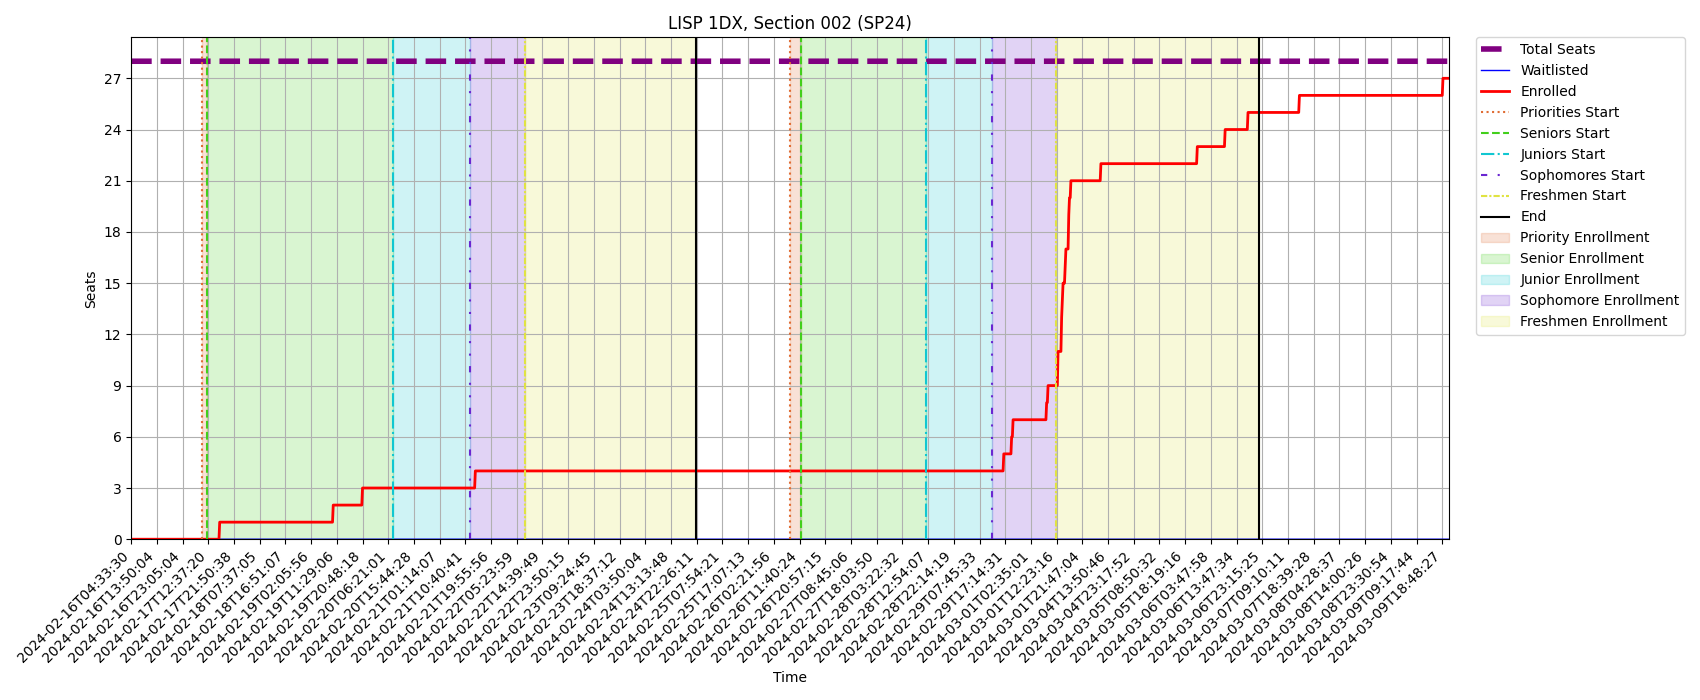 LISP 1DX, Section 002 (SP24)
Seats
27
24
21
18
15
12
9
6
3
0
2024-02-16T04:33:30
2024-02-16T13:50:04
2024-02-16T23:05:04
2024-02-17T12:37:20
2024-02-17T21:50:38
2024-02-18T07:37:05
2024-02-18T16:51:07
2024-02-19T02:05:56
2024-02-19T11:29:06
2024-02-19T20:48:18
2024-02-20T06:21:01
2024-02-20T15:44:28
2024-02-21T01:14:07
2024-02-21T10:40:41
2024-02-21T19:55:56
2024-02-22T05:23:59
2024-02-22T14:39:49
2024-02-22T23:50:15
2024-02-23T09:24:45
2024-02-23T18:37:12
2024-02-24T03:50:04
2024-02-24T13:13:48
2024-02-24T22:26:11
2024-02-25T07:54:21
2024-02-25T17:07:13
2024-02-26T02:21:56
2024-02-26T11:40:24
2024-02-26T20:57:15
2024-02-27T08:45:06
2024-02-27T18:03:50
2024-02-28T03:22:32
2024-02-28T12:54:07
2024-02-28T22:14:19
2024-02-29T07:45:33
2024-02-29T17:14:31
2024-03-01T02:35:01
2024-03-01T12:23:16
2024-03-01T21:47:04
2024-03-04T13:50:46
2024-03-04T23:17:52
2024-03-05T08:50:32
2024-03-05T18:19:16
2024-03-06T03:47:58
2024-03-06T13:47:34
2024-03-06T23:15:25
2024-03-07T09:10:11
2024-03-07T18:39:28
2024-03-08T04:28:37
2024-03-08T14:00:26
2024-03-08T23:30:54
2024-03-09T09:17:44
2024-03-09T18:48:27
Time
Total Seats
Waitlisted
Enrolled
Priorities Start
Seniors Start
Juniors Start
Sophomores Start
Freshmen Start
End
Priority Enrollment
Senior Enrollment
Junior Enrollment
Sophomore Enrollment
Freshmen Enrollment